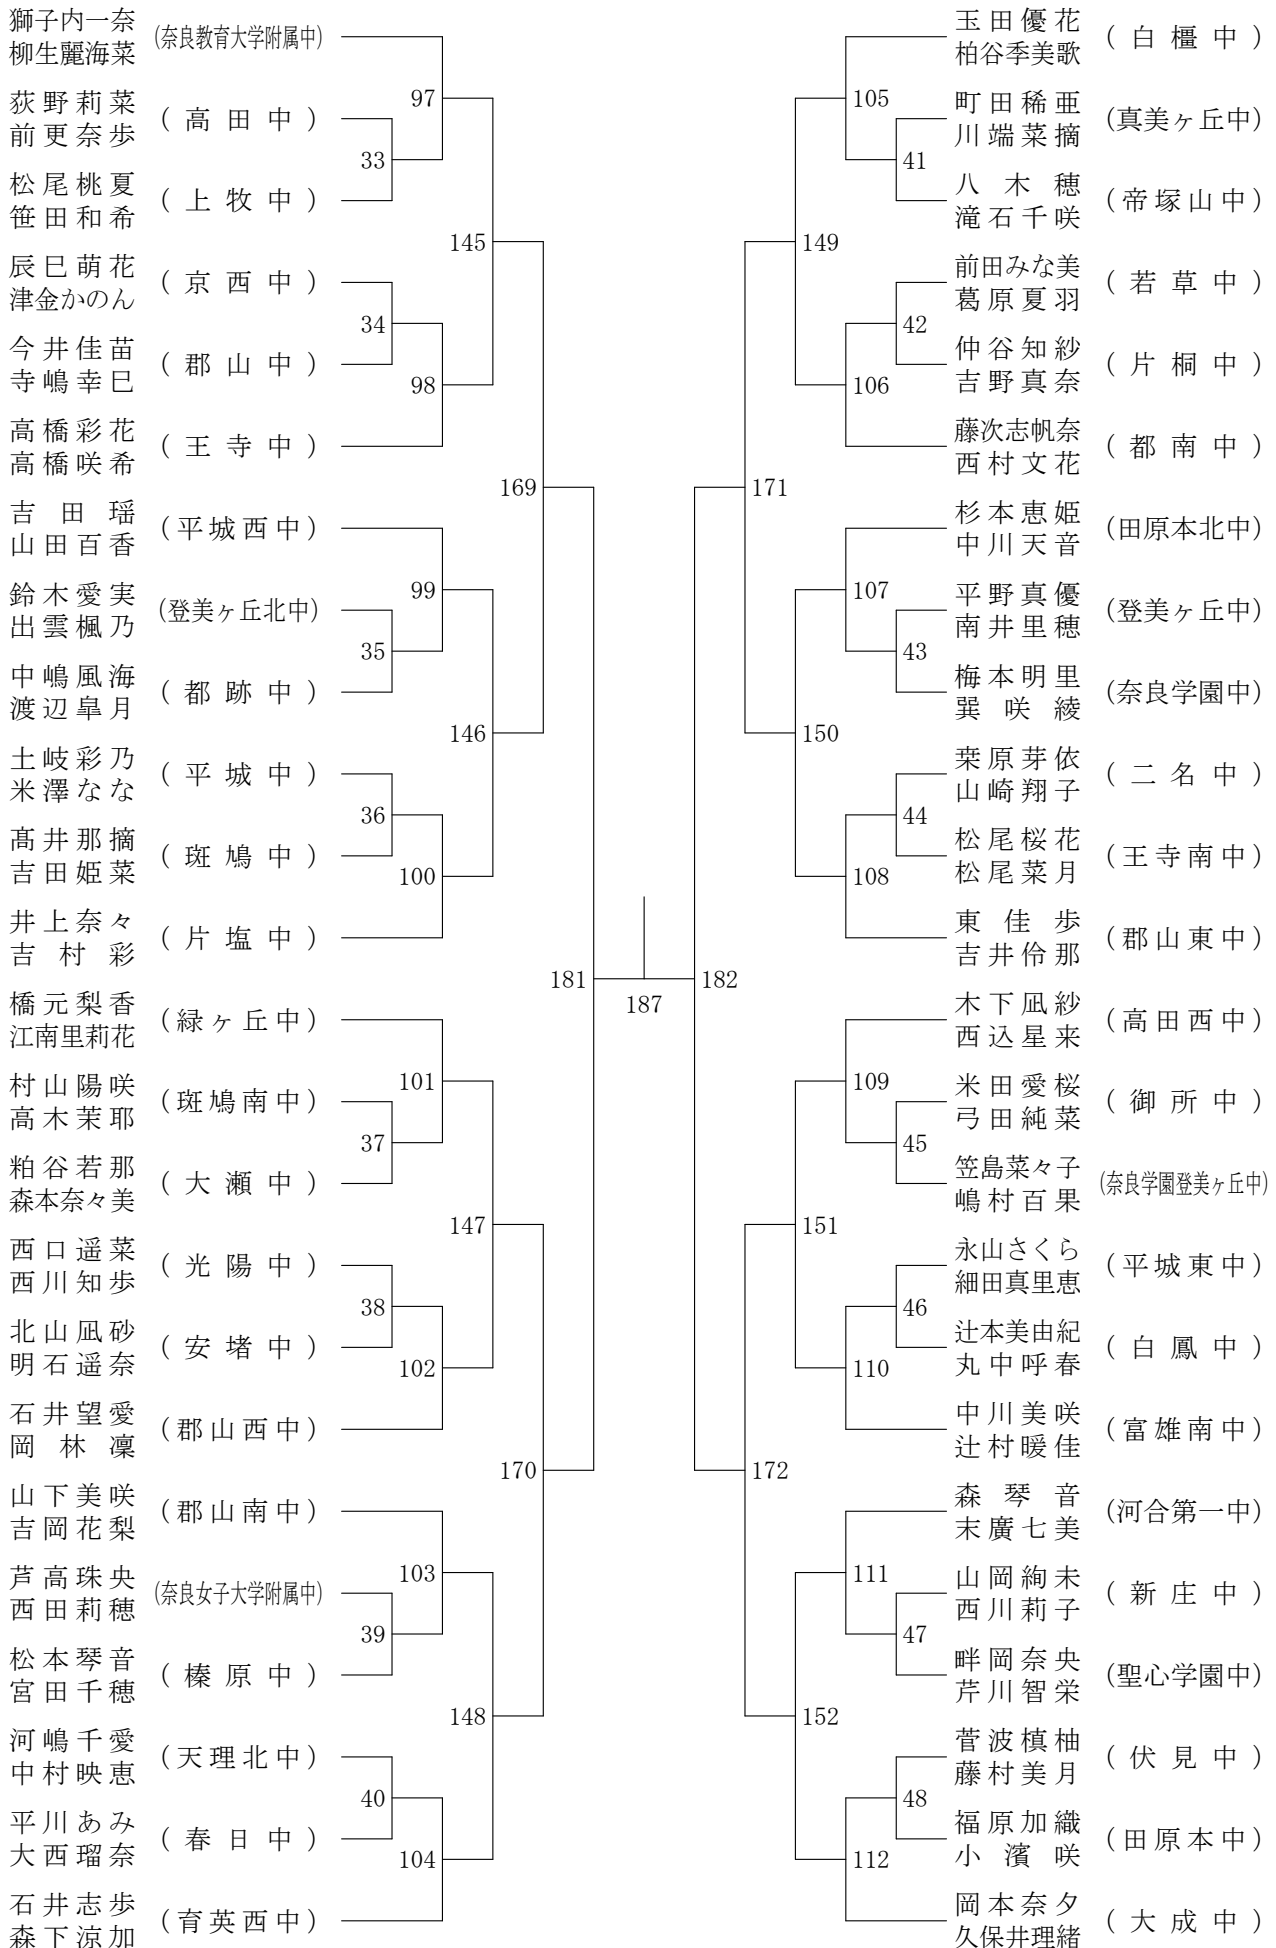 獅子内一奈
柳生麗海菜
(奈良教育大学附属中)
荻野莉菜
前更奈歩
(高田中)
松尾桃夏
笹田和希
(上牧中)
辰巳萌花
津金かのん
(京西中)
今井佳苗
寺嶋幸巳
(郡山中)
高橋彩花
高橋咲希
(王寺中)
吉田瑶
山田百香
(平城西中)
鈴木愛実
出雲楓乃
(登美ヶ丘北中)
中嶋風海
渡辺皐月
(都跡中)
土岐彩乃
米澤なな
(平城中)
髙井那摘
吉田姫菜
(斑鳩中)
井上奈々
吉村彩
(片塩中)
橋元梨香
江南里莉花
(緑ヶ丘中)
村山陽咲
高木茉耶
(斑鳩南中)
粕谷若那
森本奈々美
(大瀬中)
西口遥菜
西川知歩
(光陽中)
北山凪砂
明石遥奈
(安堵中)
石井望愛
岡林凜
(郡山西中)
山下美咲
吉岡花梨
(郡山南中)
芦高珠央
西田莉穂
(奈良女子大学附属中)
松本琴音
宮田千穂
(榛原中)
河嶋千愛
中村映恵
(天理北中)
平川あみ
大西瑠奈
(春日中)
石井志歩
森下涼加
(育英西中)
97
33
145
34
98
169
99
35
146
36
100
181
101
37
147
38
102
170
103
39
148
40
104
187
182
105
41
149
42
106
171
107
43
150
44
108
109
45
151
46
110
172
111
47
152
48
112
玉田優花
柏谷季美歌
(白橿中)
町田稀亜
川端菜摘
(真美ヶ丘中)
八木穂
滝石千咲
(帝塚山中)
前田みな美
葛原夏羽
(若草中)
仲谷知紗
吉野真奈
(片桐中)
藤次志帆奈
西村文花
(都南中)
杉本恵姫
中川天音
(田原本北中)
平野真優
南井里穂
(登美ヶ丘中)
梅本明里
巽咲綾
(奈良学園中)
桒原芽依
山崎翔子
(二名中)
松尾桜花
松尾菜月
(王寺南中)
東佳歩
吉井伶那
(郡山東中)
木下凪紗
西込星来
(高田西中)
米田愛桜
弓田純菜
(御所中)
笠島菜々子
嶋村百果
(奈良学園登美ヶ丘中)
永山さくら
細田真里恵
(平城東中)
辻本美由紀
丸中呼春
(白鳳中)
中川美咲
辻村暖佳
(富雄南中)
森琴音
末廣七美
(河合第一中)
山岡絢未
西川莉子
(新庄中)
畔岡奈央
芹川智栄
(聖心学園中)
菅波槙柚
藤村美月
(伏見中)
福原加織
小濱咲
(田原本中)
岡本奈夕
久保井理緒
(大成中)